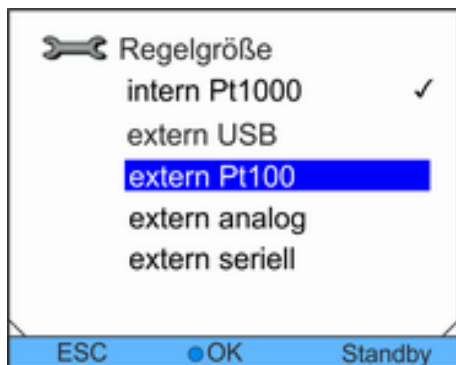 Regelgröße
intern Pt1000 ✓
extern USB
extern Pt100
extern analog
extern seriell
ESC OK Standby